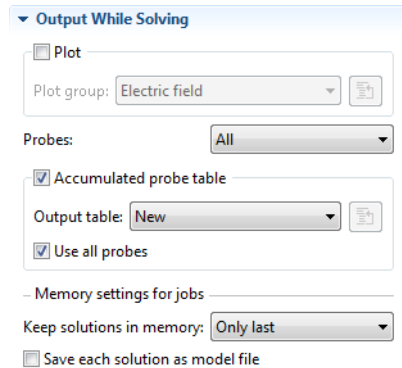 Output While Solving
Plot
Plot group: Electric field
Probes: All
Accumulated probe table
Output table: New
Use all probes
Memory settings for jobs
Keep solutions in memory: Only last
Save each solution as model file